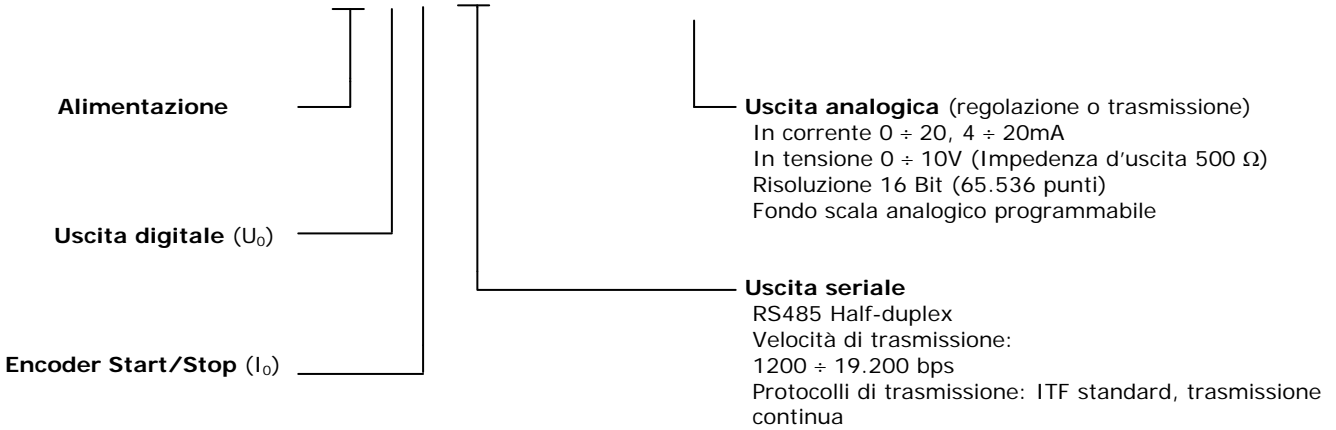 Alimentazione
Uscita digitale (U₀)
Encoder Start/Stop (I₀)
Uscita analogica (regolazione o trasmissione)
In corrente 0 ÷ 20, 4 ÷ 20mA
In tensione 0 ÷ 10V (Impedenza d'uscita 500 Ω)
Risoluzione 16 Bit (65.536 punti)
Fondo scala analogico programmabile
Uscita seriale
RS485 Half-duplex
Velocità di trasmissione:
1200 ÷ 19.200 bps
Protocolli di trasmissione: ITF standard, trasmissione
continua